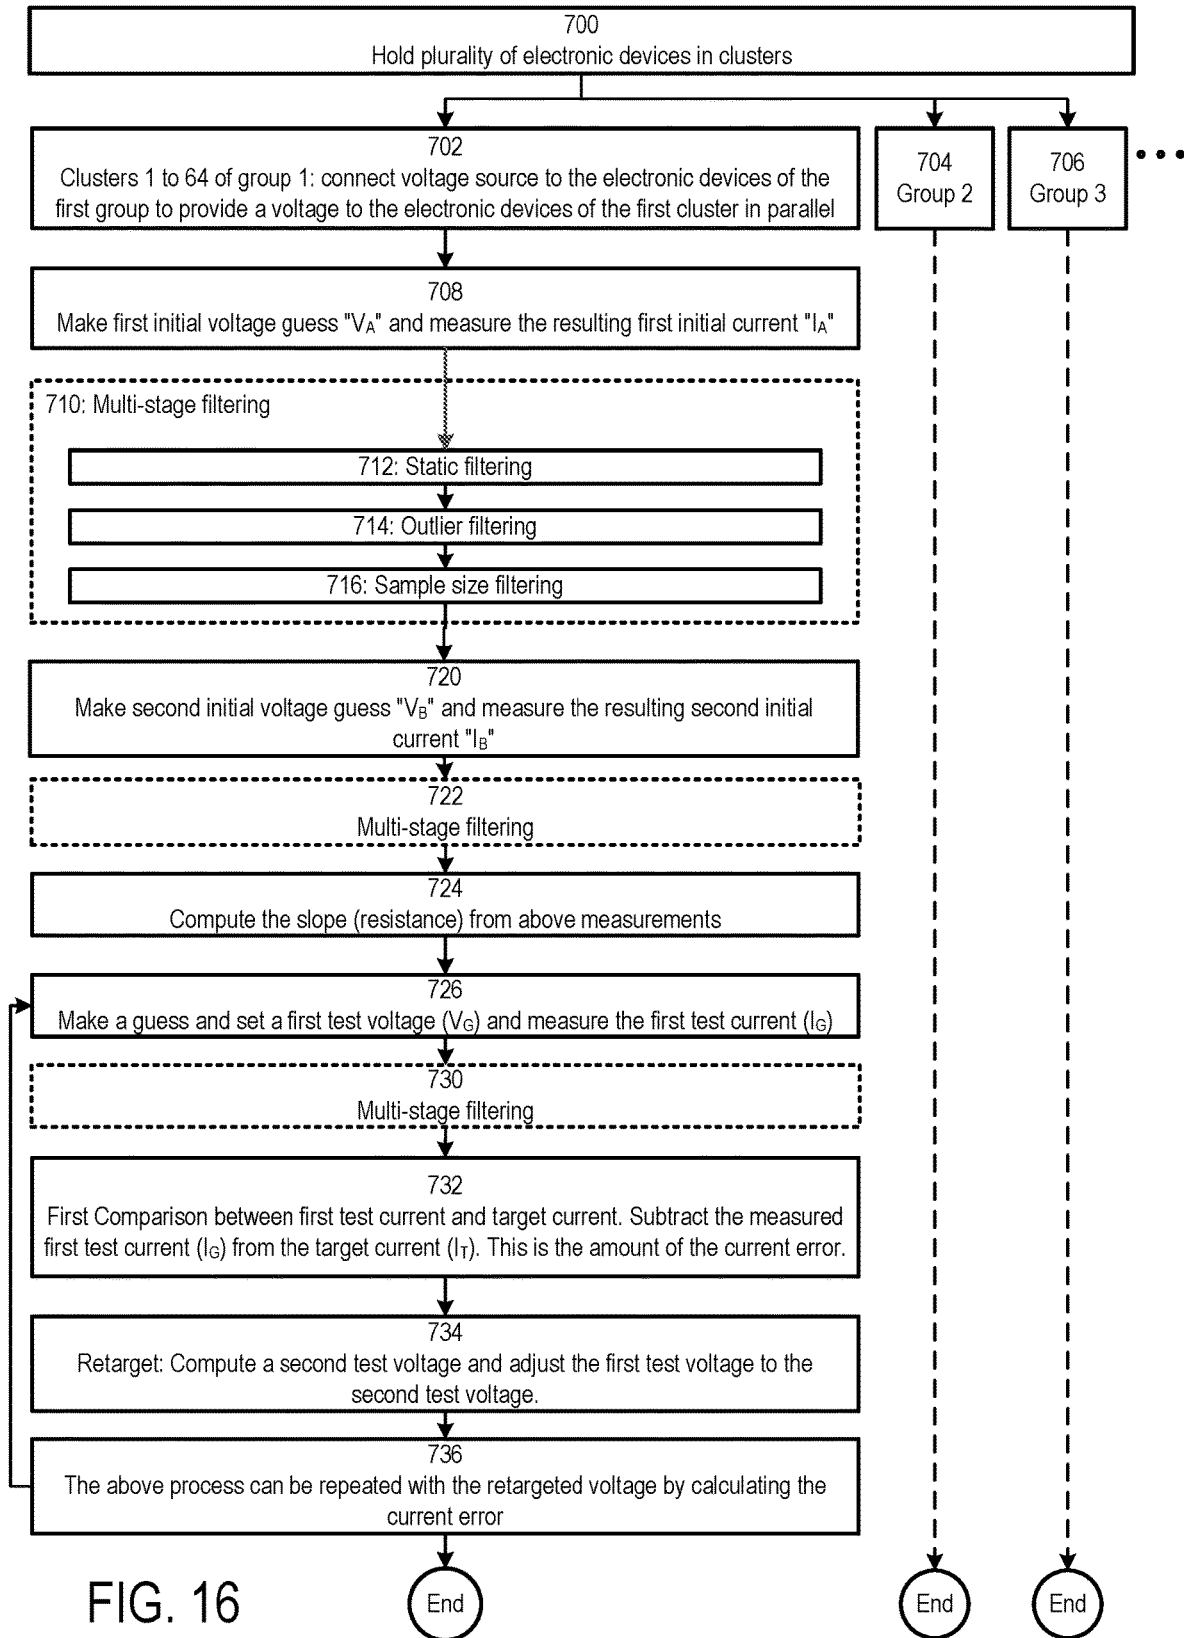 700
Hold plurality of electronic devices in clusters
702
Clusters 1 to 64 of group 1: connect voltage source to the electronic devices of the
first group to provide a voltage to the electronic devices of the first cluster in parallel
704
Group 2
706
Group 3
• • •
708
Make first initial voltage guess "VA" and measure the resulting first initial current "IA"
710: Multi-stage filtering
712: Static filtering
714: Outlier filtering
716: Sample size filtering
720
Make second initial voltage guess "VB" and measure the resulting second initial
current "IB"
722
Multi-stage filtering
724
Compute the slope (resistance) from above measurements
726
Make a guess and set a first test voltage (VG) and measure the first test current (IG)
730
Multi-stage filtering
732
First Comparison between first test current and target current. Subtract the measured
first test current (IG) from the target current (IT). This is the amount of the current error.
734
Retarget: Compute a second test voltage and adjust the first test voltage to the
second test voltage.
736
The above process can be repeated with the retargeted voltage by calculating the
current error
End
End
End
FIG. 16